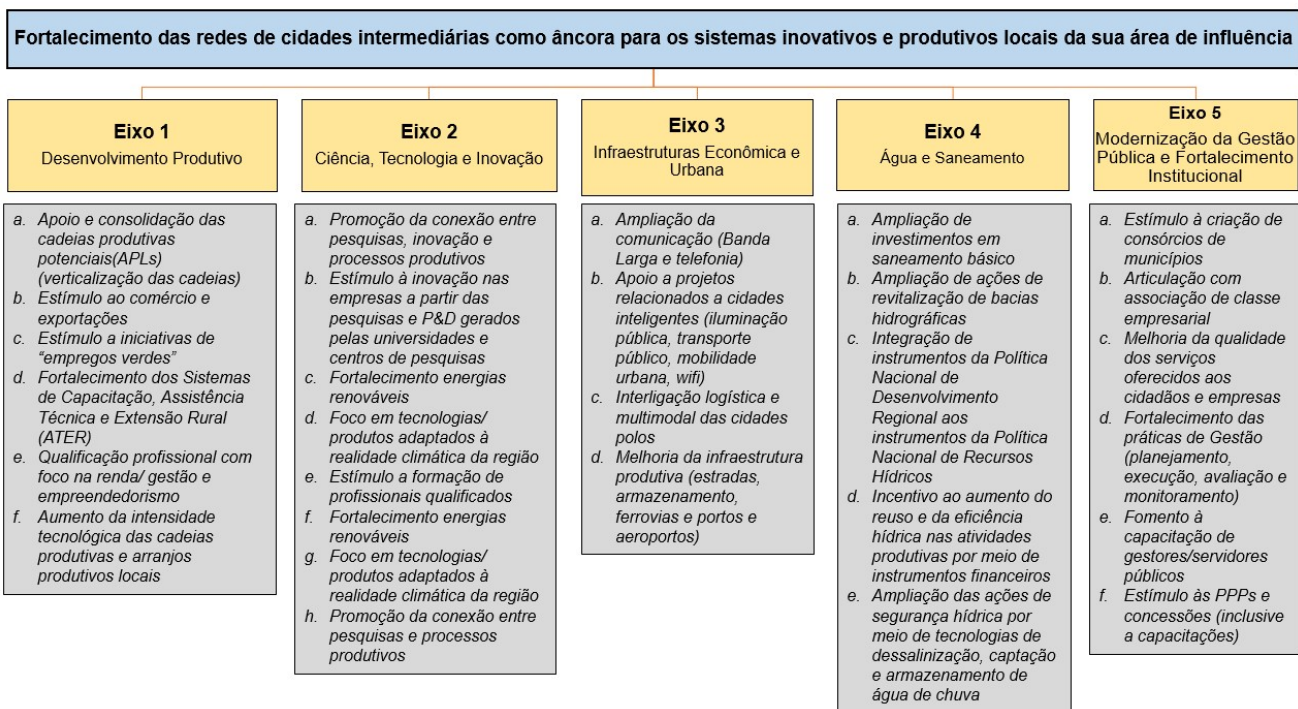 Fortalecimento das redes de cidades intermediárias como âncora para os sistemas inovativos e produtivos locais da sua área de influência
Eixo 1
Desenvolvimento Produtivo
a. Apoio e consolidação das
cadeias produtivas
potenciais(APLs)
(verticalização das cadeias)
b. Estímulo ao comércio e
exportações
c. Estímulo a iniciativas de
“empregos verdes”
d. Fortalecimento dos Sistemas
de Capacitação, Assistência
Técnica e Extensão Rural
(ATER)
e. Qualificação profissional com
foco na renda/ gestão e
empreendedorismo
f. Aumento da intensidade
tecnológica das cadeias
produtivas e arranjos
produtivos locais
Eixo 2
Ciência, Tecnologia e Inovação
a. Promoção da conexão entre
pesquisas, inovação e
processos produtivos
b. Estímulo à inovação nas
empresas a partir das
pesquisas e P&D gerados
pelas universidades e
centros de pesquisas
c. Fortalecimento energias
renováveis
d. Foco em tecnologias/
produtos adaptados à
realidade climática da região
e. Estímulo a formação de
profissionais qualificados
f. Fortalecimento energias
renováveis
g. Foco em tecnologias/
produtos adaptados à
realidade climática da região
h. Promoção da conexão entre
pesquisas e processos
produtivos
Eixo 3
Infraestruturas Econômica e
Urbana
a. Ampliação da
comunicação (Banda
Larga e telefonia)
b. Apoio a projetos
relacionados a cidades
inteligentes (iluminação
pública, transporte
público, mobilidade
urbana, wifi)
c. Interligação logística e
multimodal das cidades
polos
d. Melhoria da infraestrutura
produtiva (estradas,
armazenamento,
ferrovias e portos e
aeroportos)
Eixo 4
Água e Saneamento
a. Ampliação de
investimentos em
saneamento básico
b. Ampliação de ações de
revitalização de bacias
hidrográficas
c. Integração de
instrumentos da Política
Nacional de
Desenvolvimento
Regional aos
instrumentos da Política
Nacional de Recursos
Hídricos
d. Incentivo ao aumento do
reuso e da eficiência
hídrica nas atividades
produtivas por meio de
instrumentos financeiros
e. Ampliação das ações de
segurança hídrica por
meio de tecnologias de
dessalinização, captação
e armazenamento de
água de chuva
Eixo 5
Modernização da Gestão
Pública e Fortalecimento
Institucional
a. Estímulo à criação de
consórcios de
municípios
b. Articulação com
associação de classe
empresarial
c. Melhoria da qualidade
dos serviços
oferecidos aos
cidadãos e empresas
d. Fortalecimento das
práticas de Gestão
(planejamento,
execução, avaliação e
monitoramento)
e. Fomento à
capacitação de
gestores/servidores
públicos
f. Estímulo às PPPs e
concessões (inclusive
a capacitações)